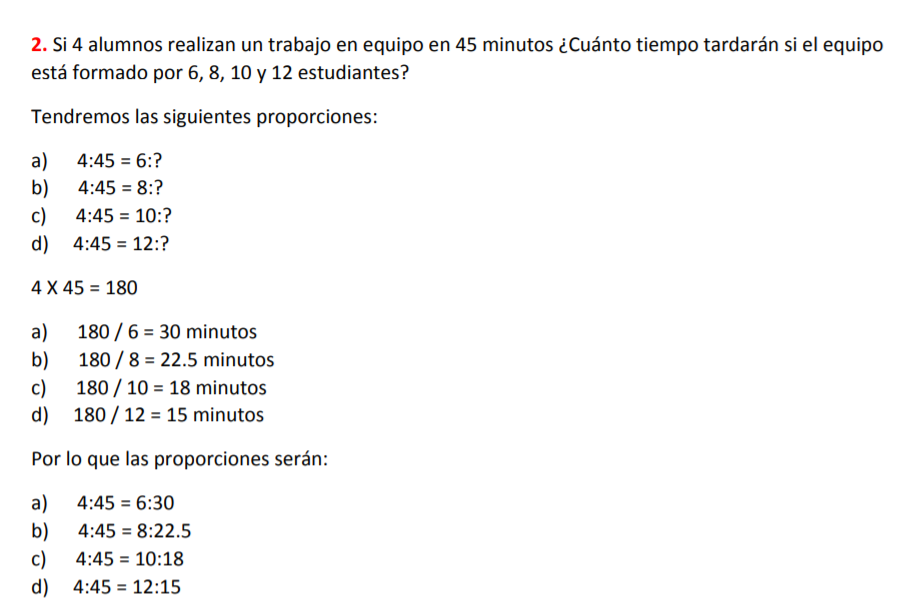 2. Si 4 alumnos realizan un trabajo en equipo en 45 minutos ¿Cuánto tiempo tardarán si el equipo
está formado por 6, 8, 10 y 12 estudiantes?
Tendremos las siguientes proporciones:
a) 4:45 = 6:?
b) 4:45 = 8:?
c) 4:45 = 10:?
d) 4:45 = 12:?
4 X 45 = 180
a) 180 / 6 = 30 minutos
b) 180 / 8 = 22.5 minutos
c) 180 / 10 = 18 minutos
d) 180 / 12 = 15 minutos
Por lo que las proporciones serán:
a) 4:45 = 6:30
b) 4:45 = 8:22.5
c) 4:45 = 10:18
d) 4:45 = 12:15